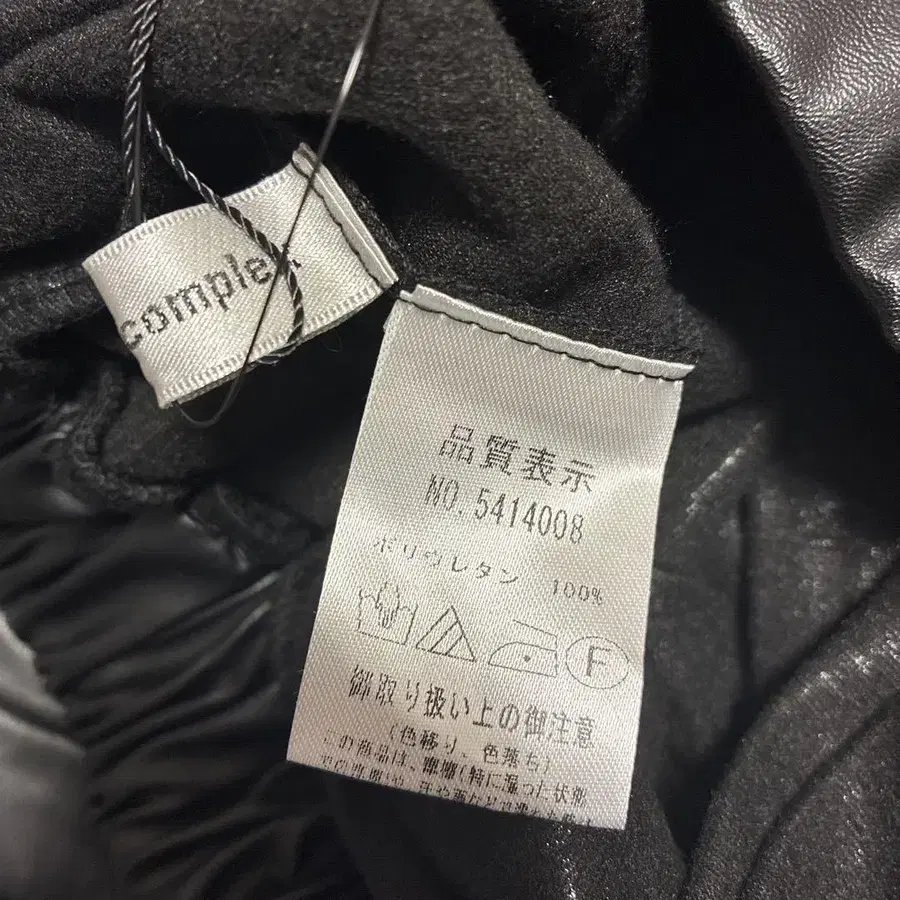 comple
品質表示
NO.5414008
ポリウレタン 100%
F
御取り扱い上の御注意
(色移り、色落ち)
この商品は、摩擦(特に湿った状態